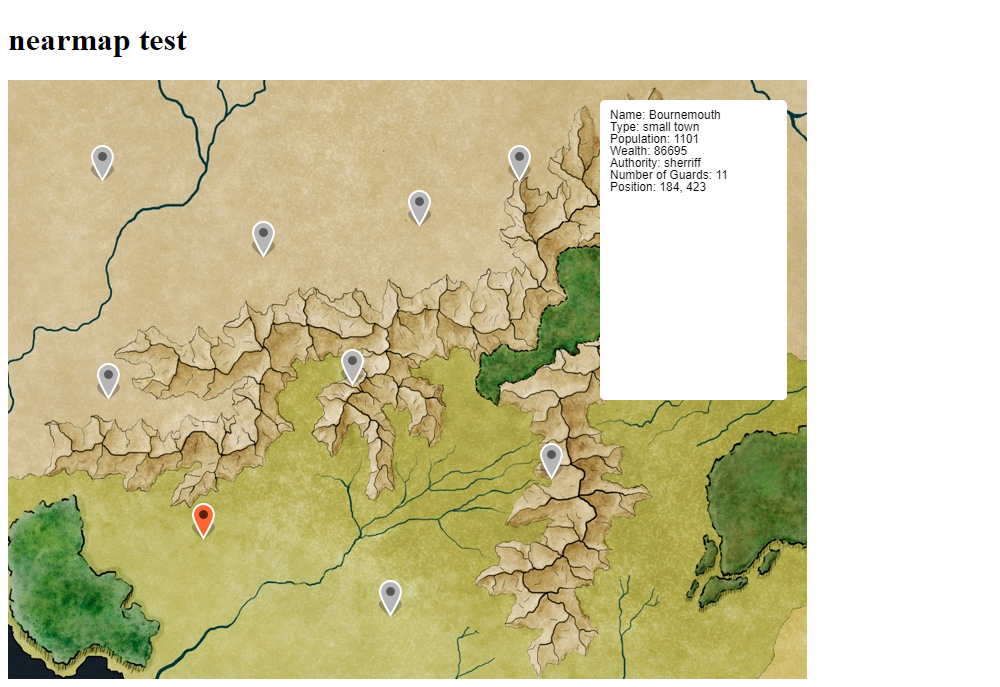 nearmap test
Name: Bournemouth
Type: small town
Population: 1101
Wealth: 86695
Authority: sherriff
Number of Guards: 11
Position: 184, 423